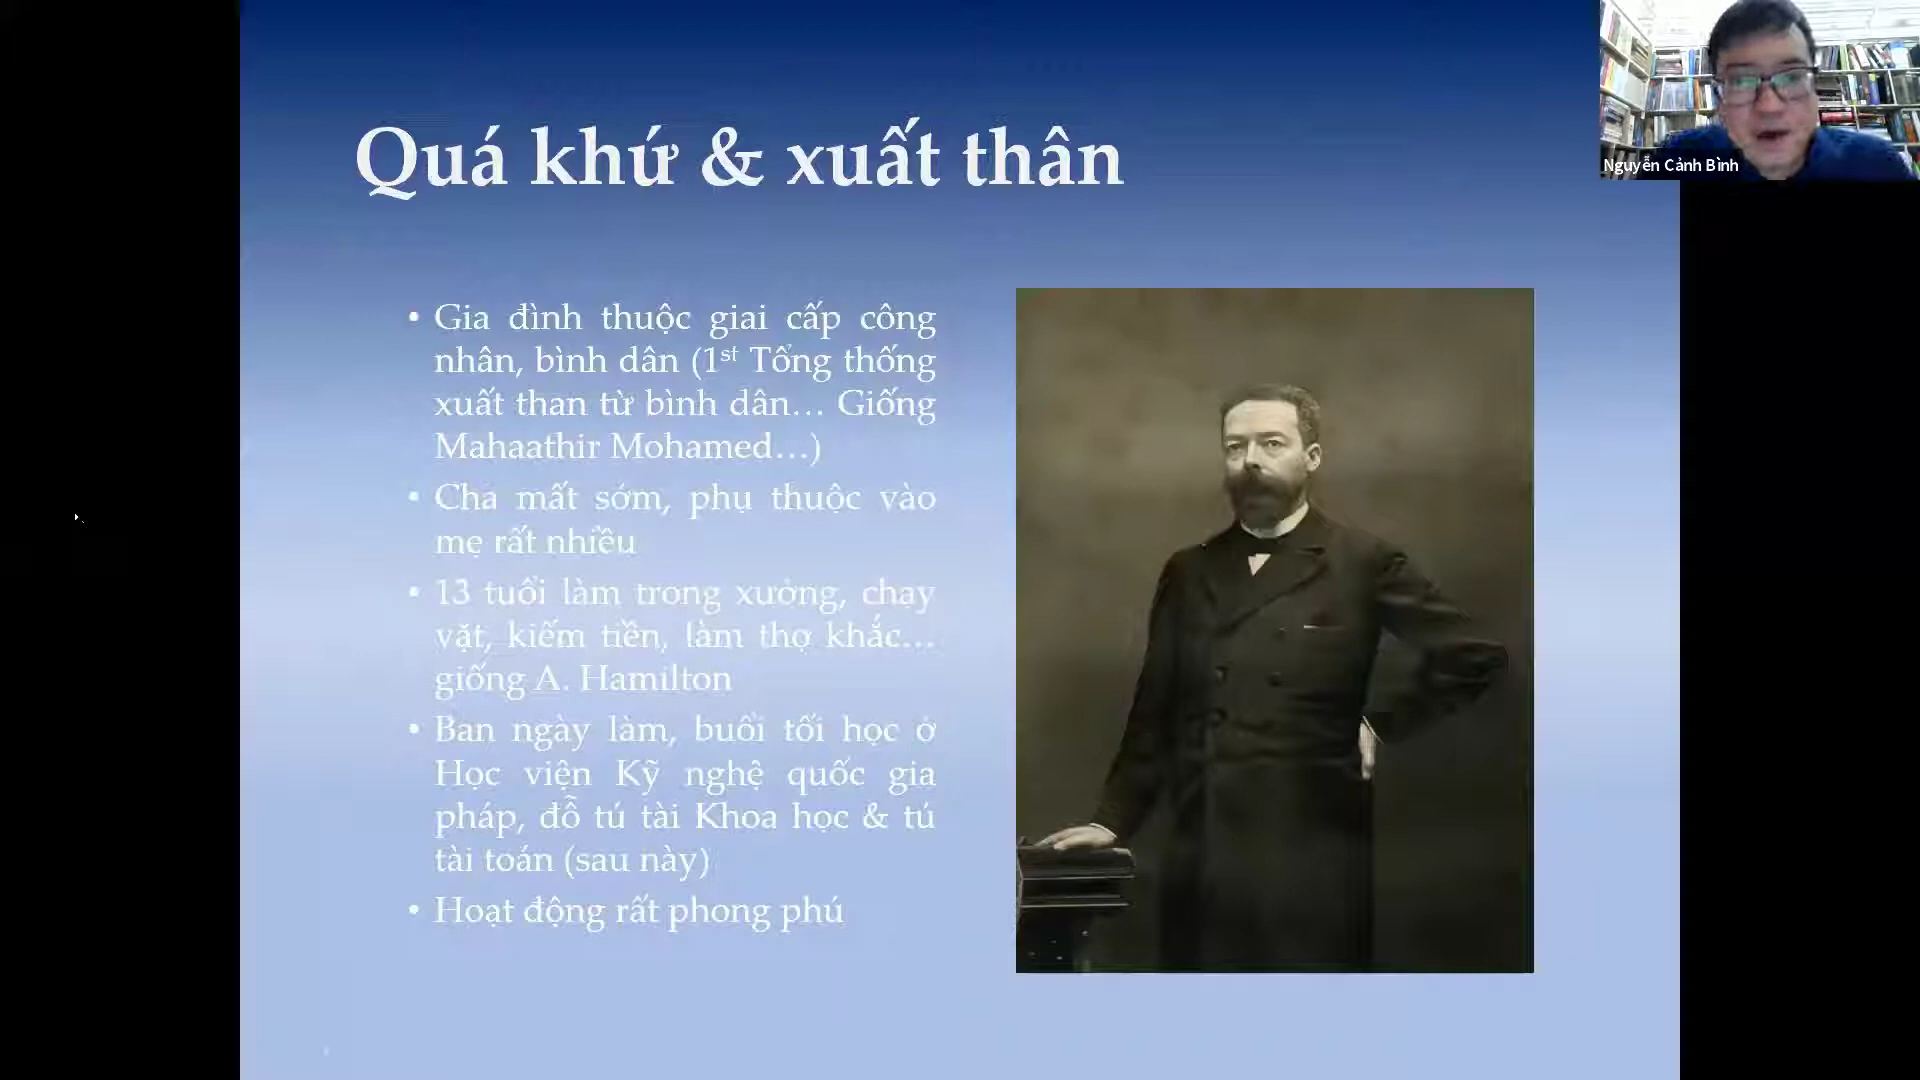 Quá khứ & xuất thân
Nguyễn Cảnh Bình
• Gia đình thuộc giai cấp công
nhân, bình dân (1st Tổng thống
xuất than từ bình dân… Giống
Mahaathir Mohamed…)
• Cha mất sớm, phụ thuộc vào
mẹ rất nhiều
• 13 tuổi làm trong xưởng, chạy
vặt, kiếm tiền, làm thợ khắc…
giống A. Hamilton
• Ban ngày làm, buổi tối học ở
Học viện Kỹ nghệ quốc gia
pháp, đỗ tú tài Khoa học & tú
tài toán (sau này)
• Hoạt động rất phong phú